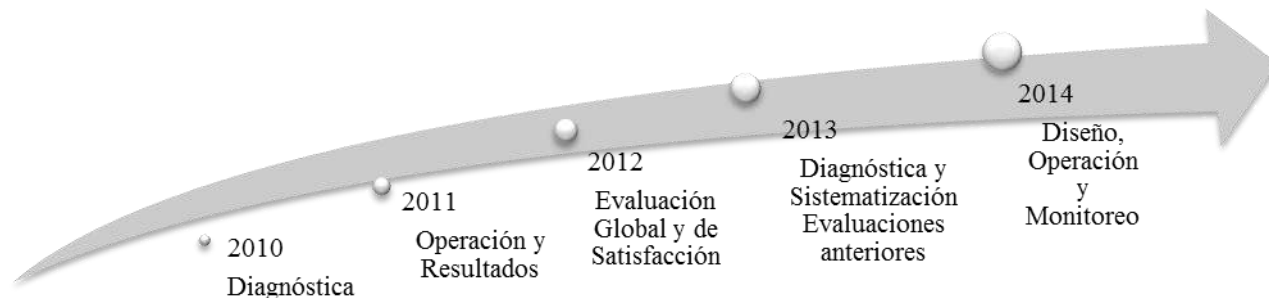 2010
Diagnóstica
2011
Operación y
Resultados
2012
Evaluación
Global y de
Satisfacción
2013
Diagnóstica y
Sistematización
Evaluaciones
anteriores
2014
Diseño,
Operación
y
Monitoreo